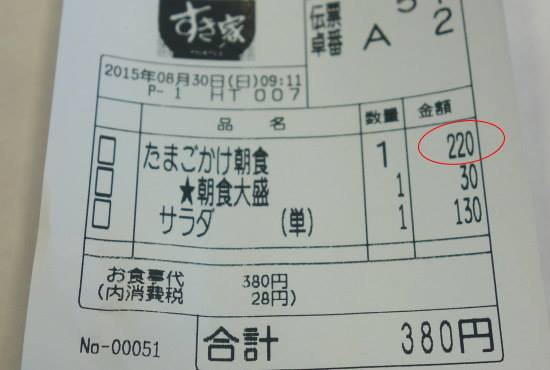 すき家
伝票番
卓 A 2
2015年08月30日(日)09:11
P- 1 HT 007
品 名 数量 金額
たまごかけ朝食 1 220
★朝食大盛 1 30
サラダ (単) 1 130
お食事代 380円
(内消費税 28円)
No-00051 合計 380円